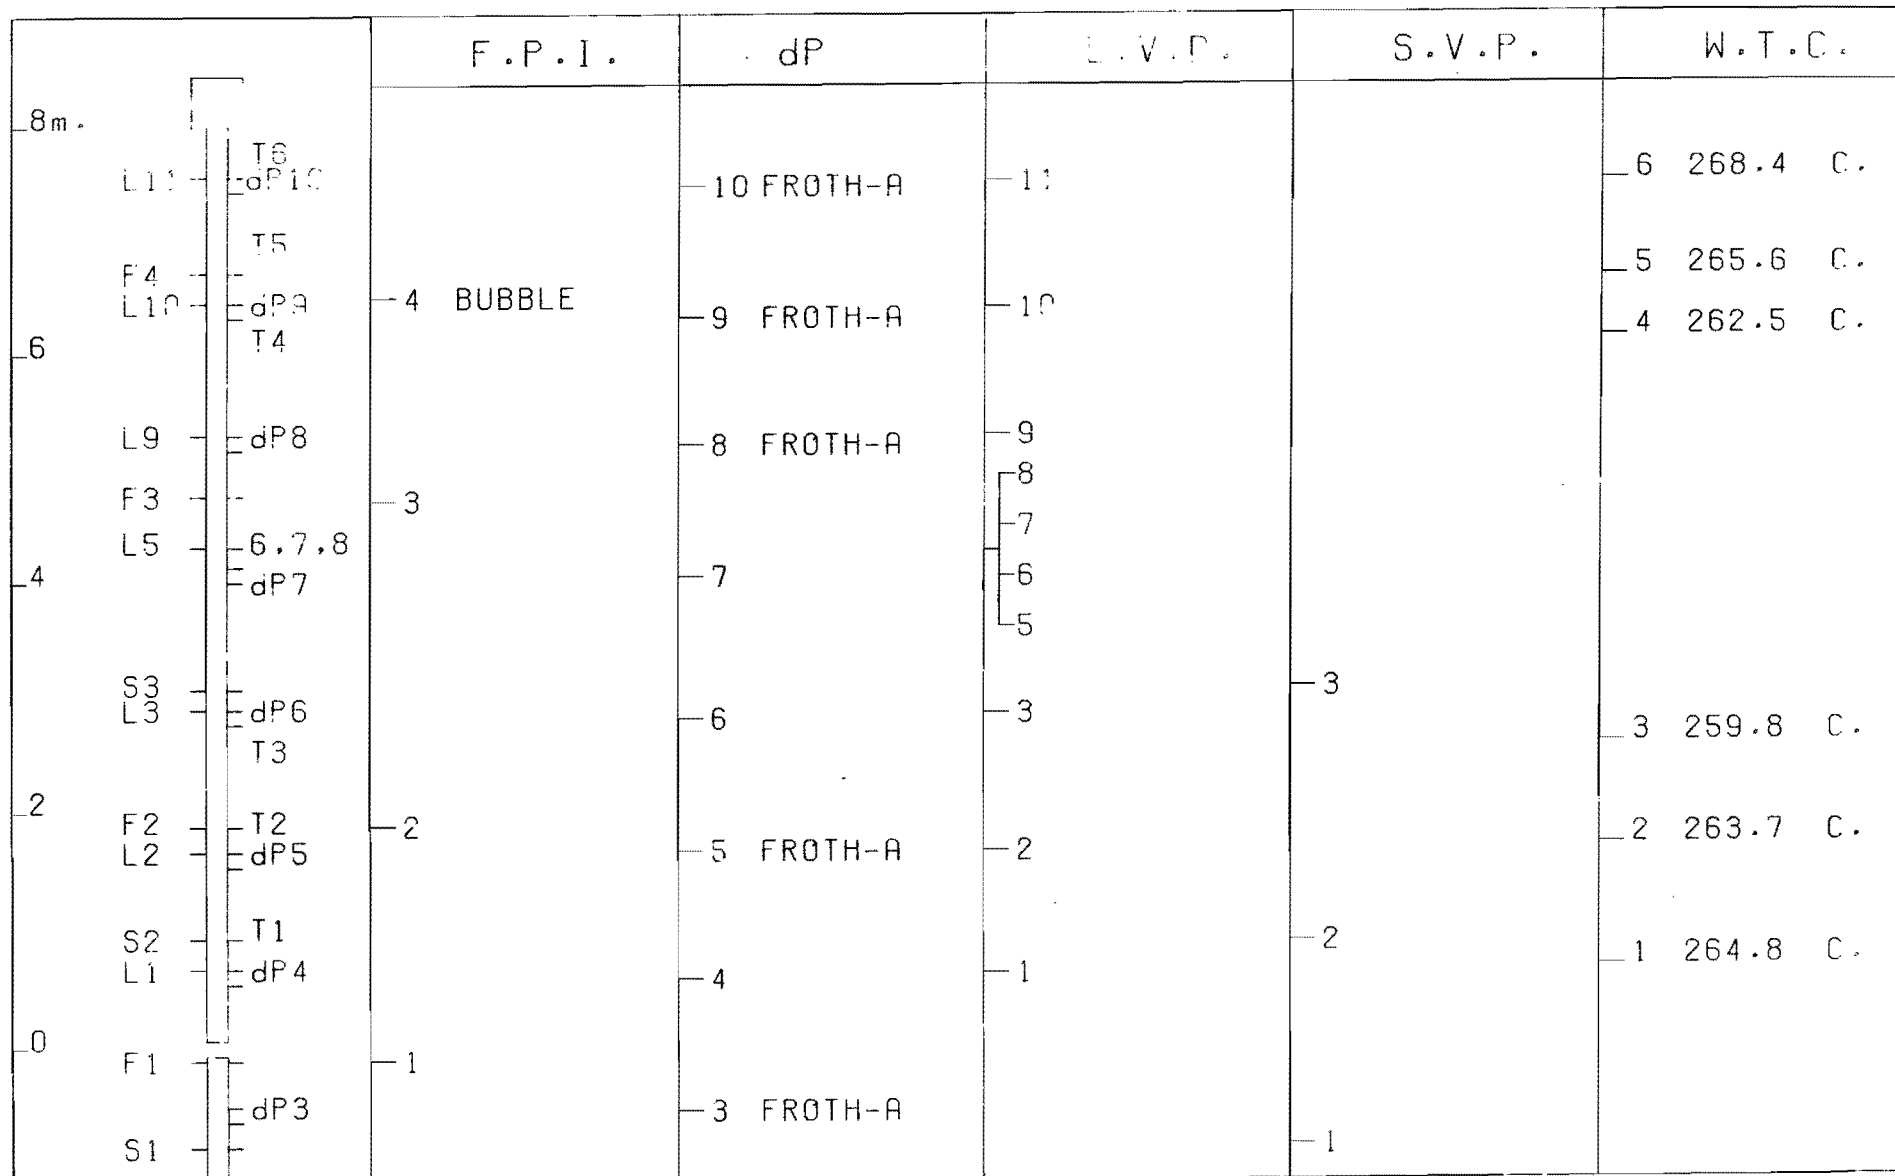 F.P.I. dP L.V.P. S.V.P. W.T.C.
8m.
T6
L11 dP10 10 FROTH-A 11 6 268.4 C.
T5
F4 5 265.6 C.
L10 dP9 4 BUBBLE 9 FROTH-A 10 4 262.5 C.
T4
6
L9 dP8 8 FROTH-A 9
8
F3 3
7
L5 6,7,8
4 dP7 7 6
5
S3 3
L3 dP6 6 3
T3 3 259.8 C.
2
F2 T2 2 2 263.7 C.
L2 dP5 5 FROTH-A 2
S2 T1 2 1 264.8 C.
L1 dP4 4 1
0
F1 1
dP3 3 FROTH-A
S1 1